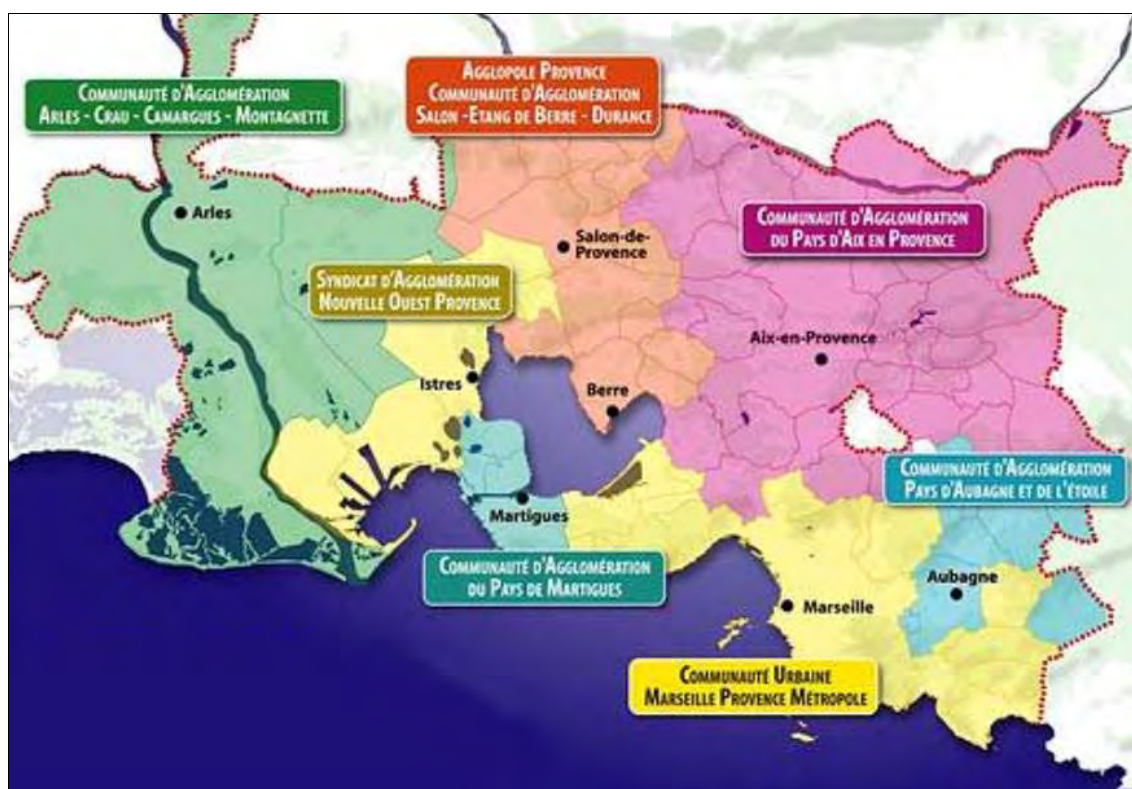 COMMUNAUTÉ D'AGGLOMÉRATION
ARLES - CRAU - CAMARGUES - MONTAGNETTE
AGGLOPOLE PROVENCE
COMMUNAUTÉ D'AGGLOMÉRATION
SALON -ETANG DE BERRE - DURANCE
Arles
COMMUNAUTÉ D'AGGLOMÉRATION
DU PAYS D'AIX EN PROVENCE
Salon-de-
Provence
SYNDICAT D'AGGLOMÉRATION
NOUVELLE OUEST PROVENCE
Aix-en-Provence
Istres
Berre
COMMUNAUTÉ D'AGGLOMÉRATION
PAYS D'AUBAGNE ET DE L'ÉTOILE
Martigues
COMMUNAUTÉ D'AGGLOMÉRATION
DU PAYS DE MARTIGUES
Aubagne
Marseille
COMMUNAUTÉ URBAINE
MARSEILLE PROVENCE MÉTROPOLE